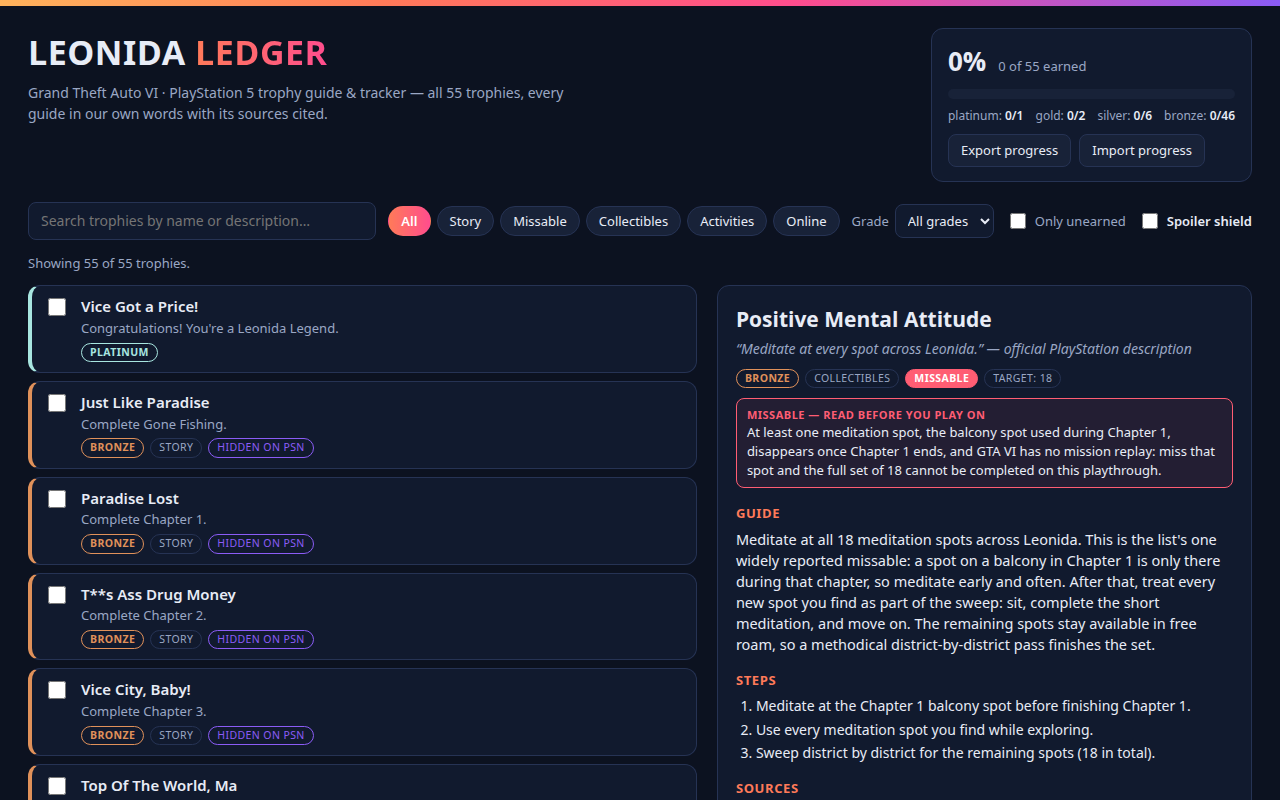 LEONIDA LEDGER
Grand Theft Auto VI · PlayStation 5 trophy guide & tracker — all 55 trophies, every
guide in our own words with its sources cited.
0% 0 of 55 earned
platinum: 0/1 gold: 0/2 silver: 0/6 bronze: 0/46
Export progress Import progress
Search trophies by name or description...
All Story Missable Collectibles Activities Online Grade All grades Only unearned Spoiler shield
Showing 55 of 55 trophies.
Vice Got a Price!
Congratulations! You're a Leonida Legend.
PLATINUM
Just Like Paradise
Complete Gone Fishing.
BRONZE STORY HIDDEN ON PSN
Paradise Lost
Complete Chapter 1.
BRONZE STORY HIDDEN ON PSN
T**s Ass Drug Money
Complete Chapter 2.
BRONZE STORY HIDDEN ON PSN
Vice City, Baby!
Complete Chapter 3.
BRONZE STORY HIDDEN ON PSN
Top Of The World, Ma
Positive Mental Attitude
“Meditate at every spot across Leonida.” — official PlayStation description
BRONZE COLLECTIBLES MISSABLE TARGET: 18
MISSABLE — READ BEFORE YOU PLAY ON
At least one meditation spot, the balcony spot used during Chapter 1,
disappears once Chapter 1 ends, and GTA VI has no mission replay: miss that
spot and the full set of 18 cannot be completed on this playthrough.
GUIDE
Meditate at all 18 meditation spots across Leonida. This is the list's one
widely reported missable: a spot on a balcony in Chapter 1 is only there
during that chapter, so meditate early and often. After that, treat every
new spot you find as part of the sweep: sit, complete the short
meditation, and move on. The remaining spots stay available in free
roam, so a methodical district-by-district pass finishes the set.
STEPS
1. Meditate at the Chapter 1 balcony spot before finishing Chapter 1.
2. Use every meditation spot you find while exploring.
3. Sweep district by district for the remaining spots (18 in total).
SOURCES